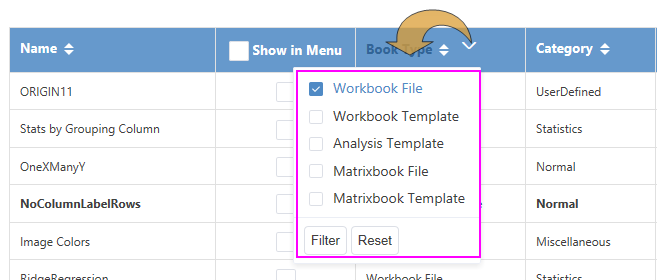 Name Show in Menu Book Type Category
ORIGIN11 UserDefined
Stats by Grouping Column Statistics
OneXManyY Normal
NoColumnLabelRows Normal
Image Colors Miscellaneous
RidgeRegression Workbook File Statistics
Workbook File
Workbook Template
Analysis Template
Matrixbook File
Matrixbook Template
Filter Reset